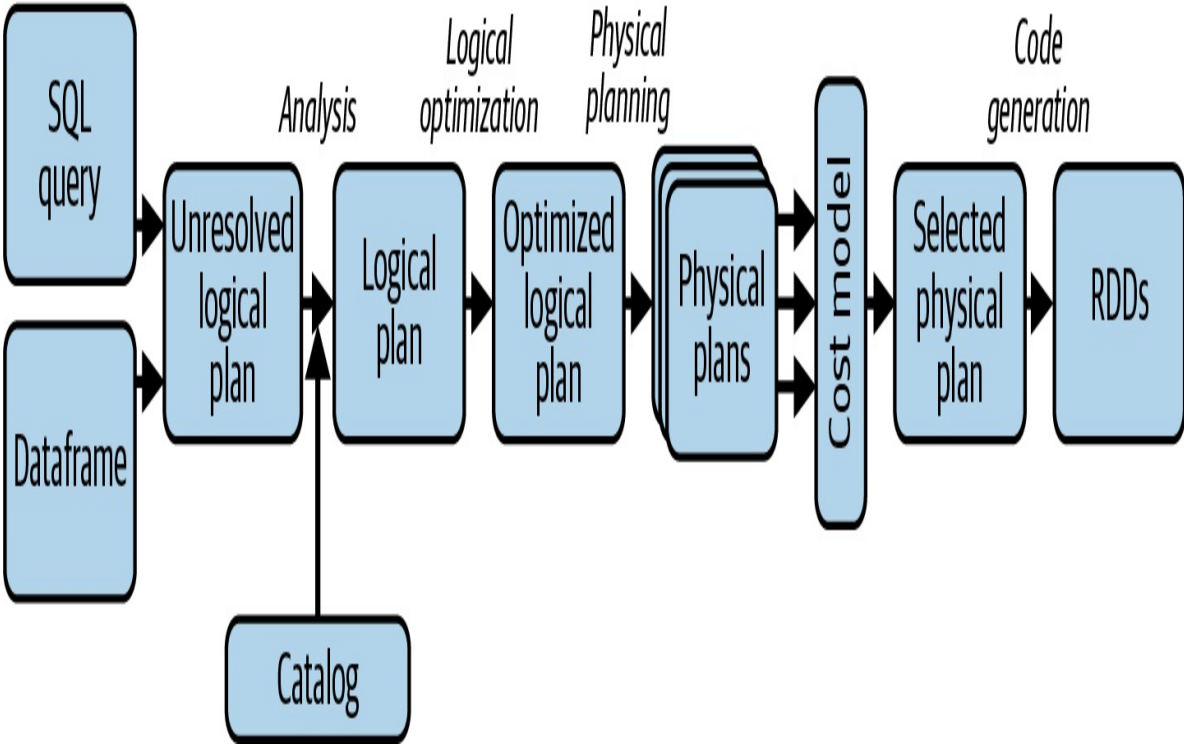 SQL
query
Dataframe
Unresolved
logical
plan
Analysis
Catalog
Logical
plan
Logical
optimization
Optimized
logical
plan
Physical
planning
Physical
plans
Cost model
Selected
physical
plan
Code
generation
RDDs